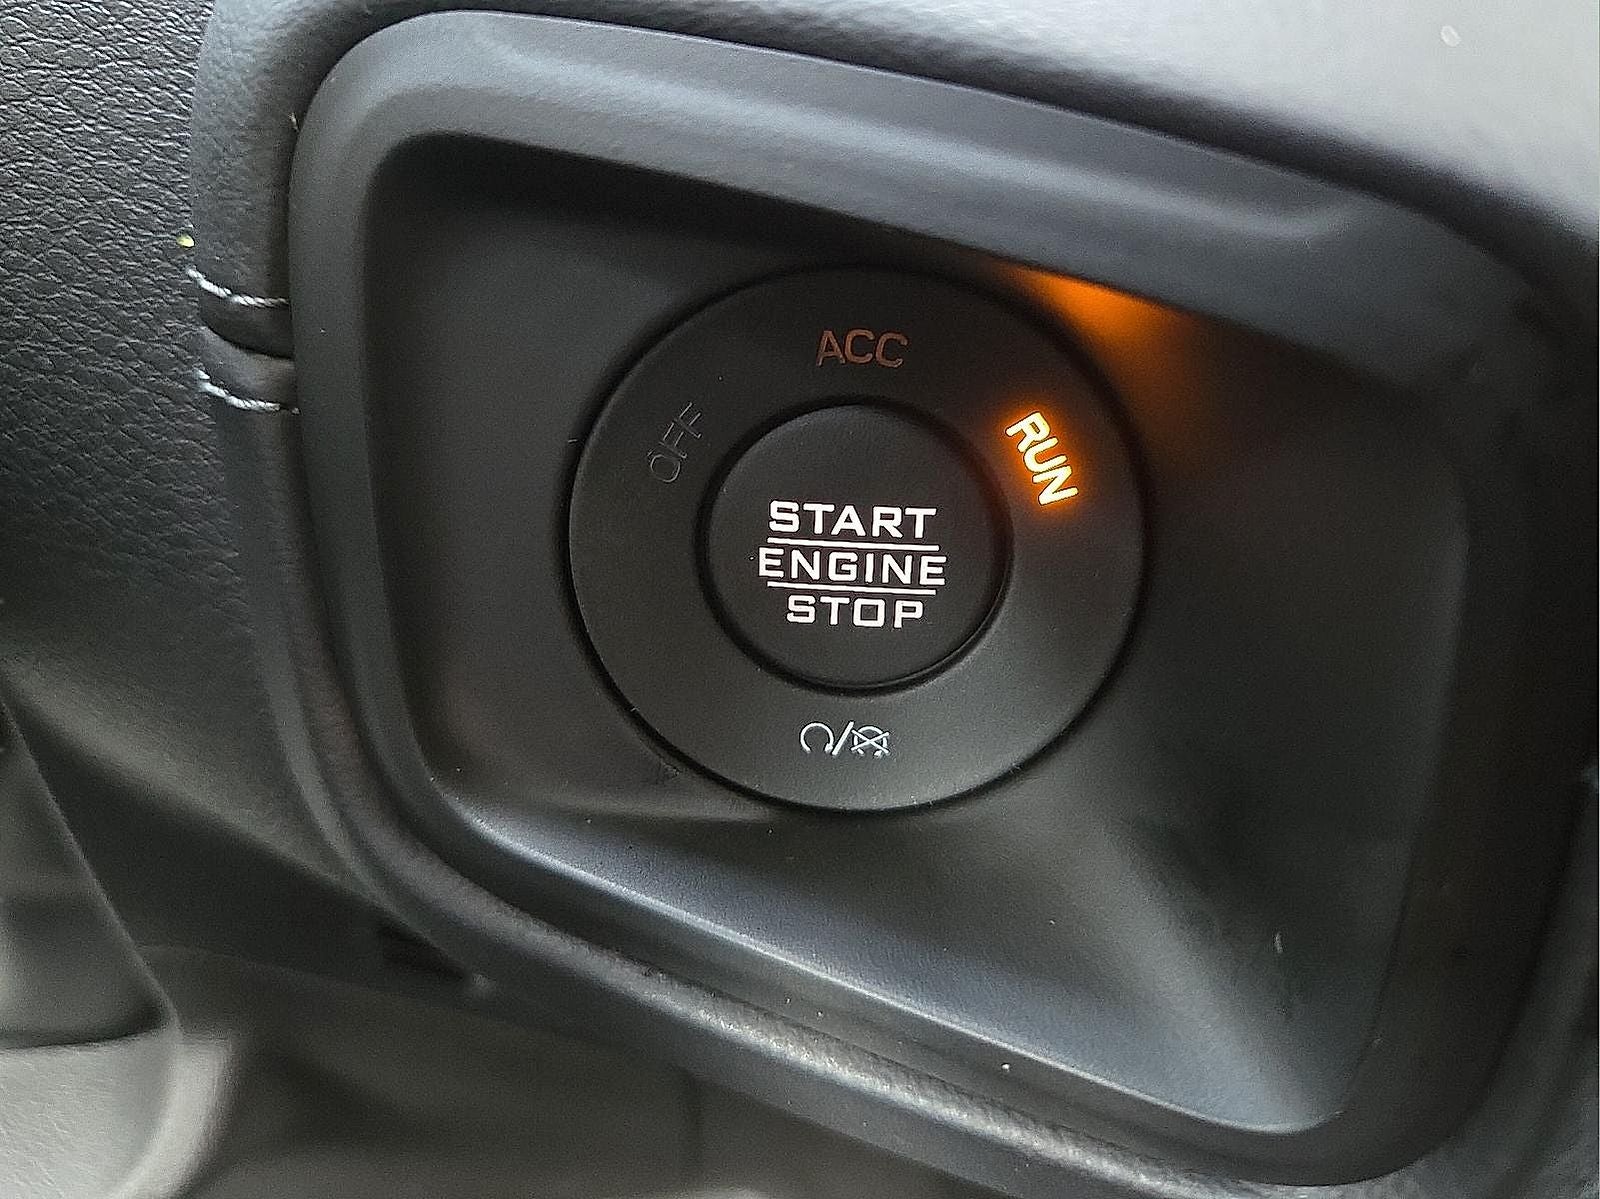 ACC
OFF
RUN
START
ENGINE
STOP